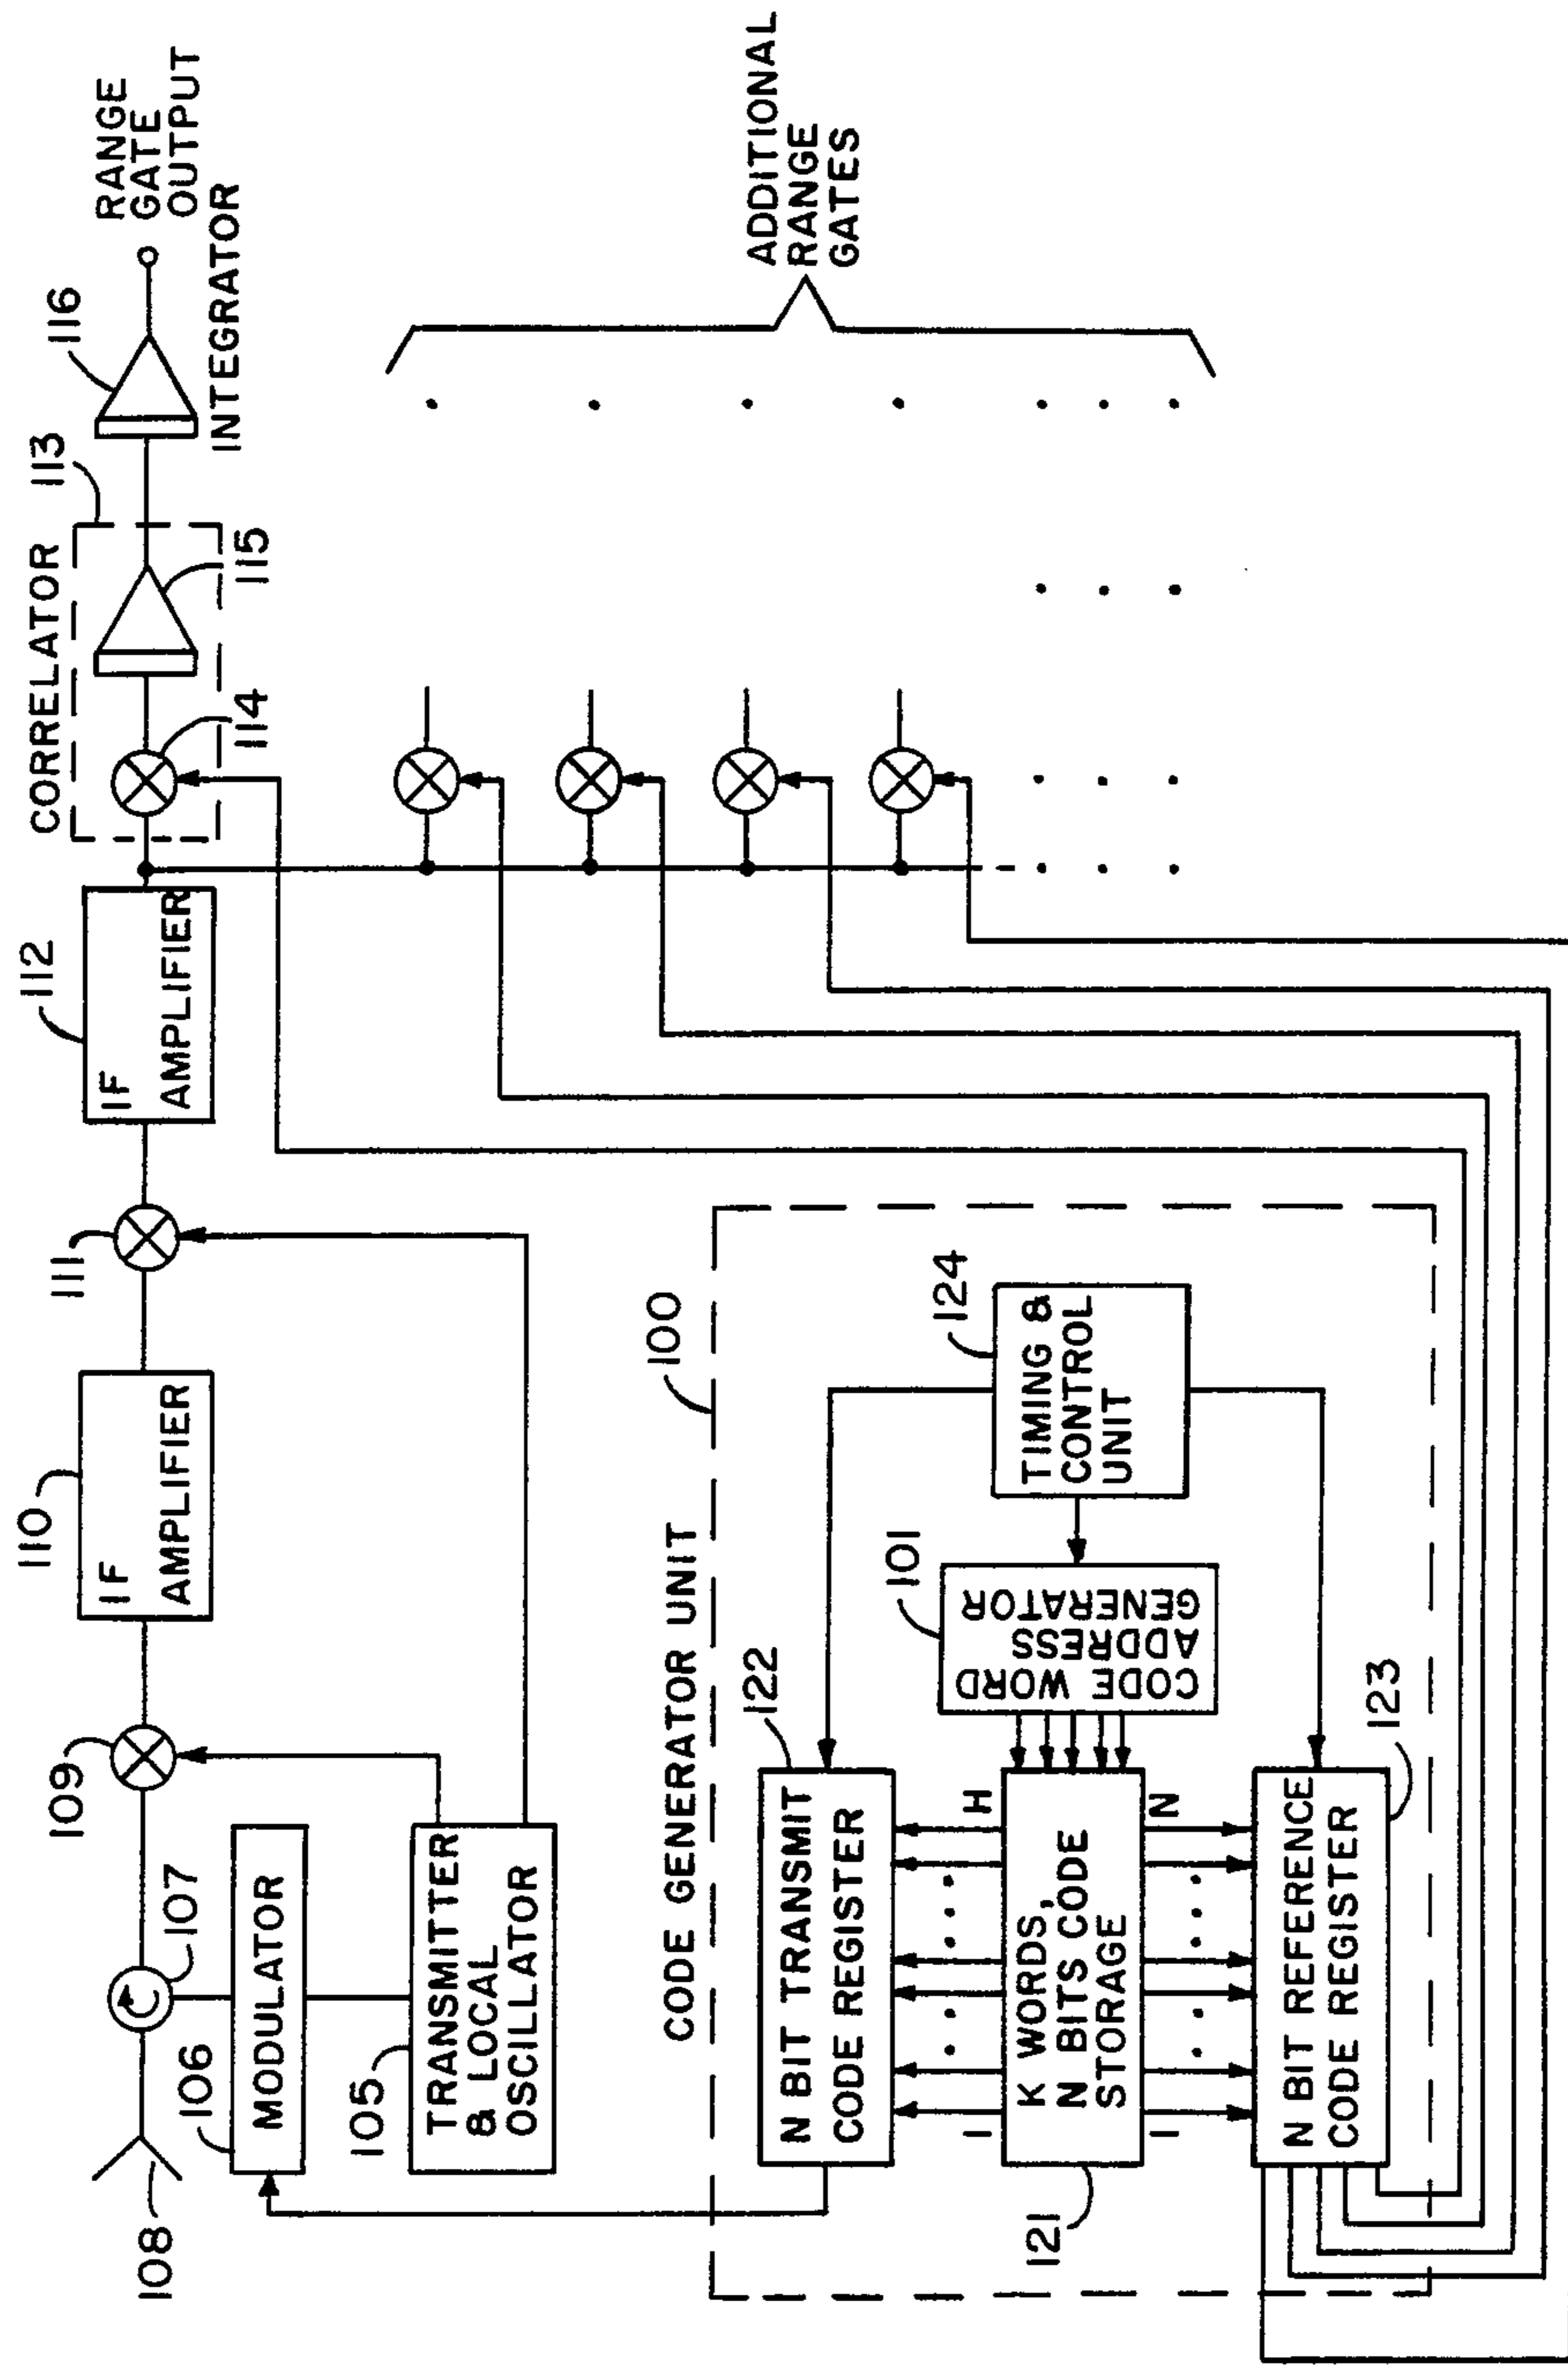 108
107
109
110
IF
AMPLIFIER
111
112
IF
AMPLIFIER
CORRELATOR
113
114
115
116
INTEGRATOR
RANGE
GATE
OUTPUT
106
MODULATOR
105
TRANSMITTER
& LOCAL
OSCILLATOR
ADDITIONAL
RANGE
GATES
CODE GENERATOR UNIT
100
122
N BIT TRANSMIT
CODE REGISTER
I
H
121
K WORDS,
N BITS CODE
STORAGE
I
N
101
CODE WORD
ADDRESS
GENERATOR
124
TIMING &
CONTROL
UNIT
N BIT REFERENCE
CODE REGISTER
123